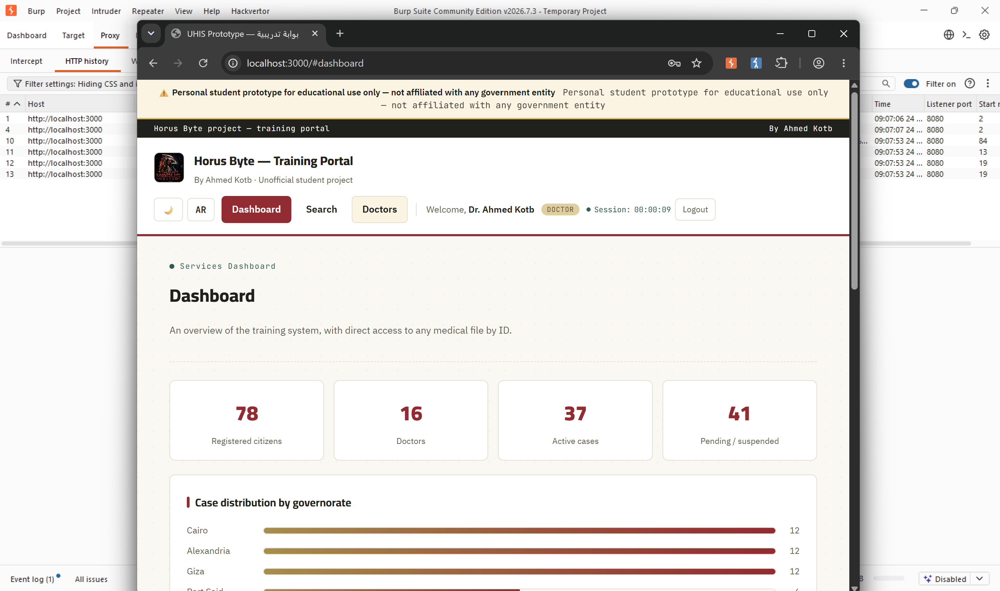 Burp Project Intruder Repeater View Help Hackvertor
Burp Suite Community Edition v2026.7.3 - Temporary Project
Dashboard Target Proxy
Intercept HTTP history
Filter settings: Hiding CSS and
Filter on
# Host
Time Listener port Start
1 http://localhost:3000 09:07:06 24 ... 8080 2
4 http://localhost:3000 09:07:07 24 ... 8080 2
10 http://localhost:3000 09:07:53 24 ... 8080 84
11 http://localhost:3000 09:07:53 24 ... 8080 13
12 http://localhost:3000 09:07:53 24 ... 8080 19
13 http://localhost:3000 09:07:53 24 ... 8080 19
UHIS Prototype — بوابة تدريبية
localhost:3000/#dashboard
Personal student prototype for educational use only — not affiliated with any government entity Personal student prototype for educational use only
— not affiliated with any government entity
Horus Byte project — training portal
By Ahmed Kotb
HORUS
BYTE
Horus Byte — Training Portal
By Ahmed Kotb · Unofficial student project
AR Dashboard Search Doctors Welcome, Dr. Ahmed Kotb DOCTOR Session: 00:00:09 Logout
Services Dashboard
Dashboard
An overview of the training system, with direct access to any medical file by ID.
78
Registered citizens
16
Doctors
37
Active cases
41
Pending / suspended
Case distribution by governorate
Cairo 12
Alexandria 12
Giza 12
Port Said
Event log (1) All issues
Disabled